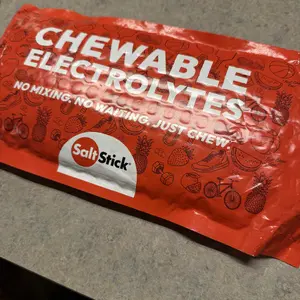 CHEWABLE
ELECTROLYTES
NO MIXING, NO WAITING, JUST CHEW.
SaltStick